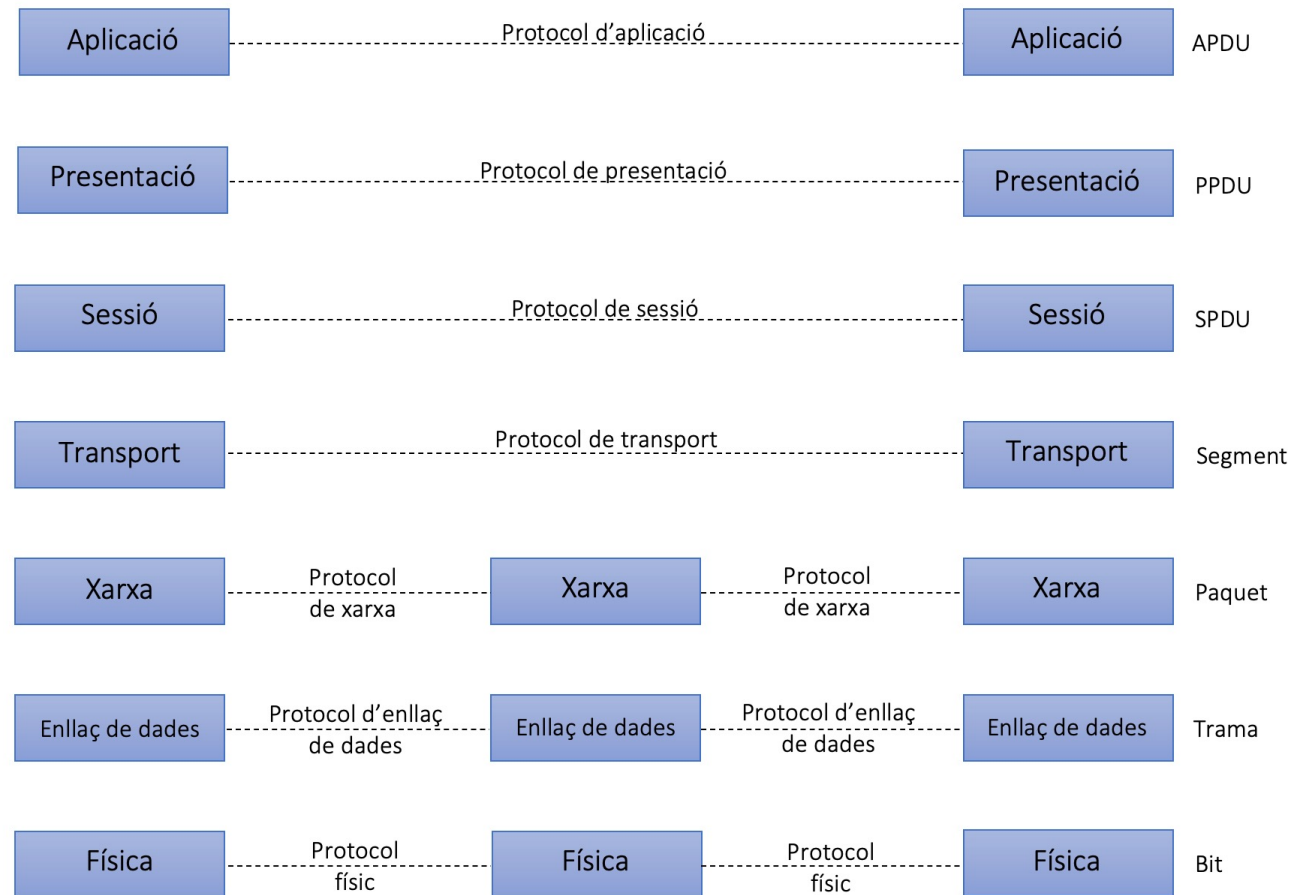 Aplicació
Protocol d’aplicació
Aplicació
APDU
Presentació
Protocol de presentació
Presentació
PPDU
Sessió
Protocol de sessió
Sessió
SPDU
Transport
Protocol de transport
Transport
Segment
Xarxa
Protocol
de xarxa
Xarxa
Protocol
de xarxa
Xarxa
Paquet
Enllaç de dades
Protocol d’enllaç
de dades
Enllaç de dades
Protocol d’enllaç
de dades
Enllaç de dades
Trama
Física
Protocol
físic
Física
Protocol
físic
Física
Bit